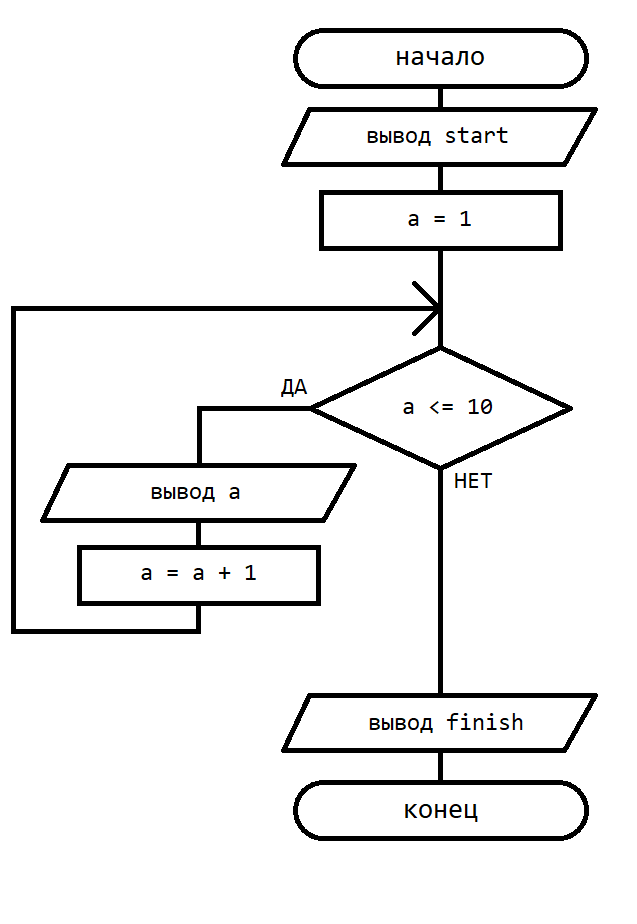 начало
вывод start
a = 1
a <= 10
ДА
НЕТ
вывод a
a = a + 1
вывод finish
конец